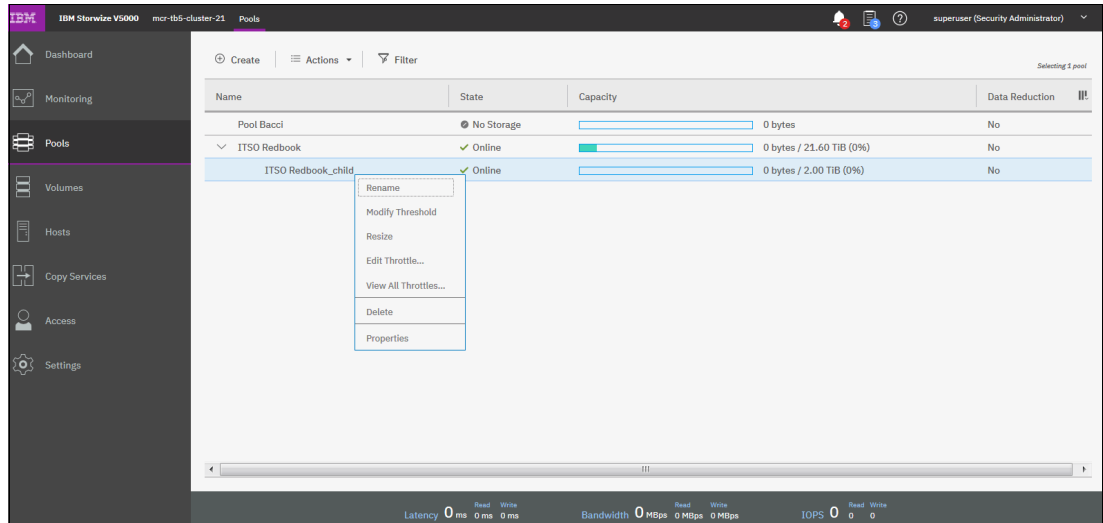 IBM IBM Storwize V5000 mcr-tb5-cluster-21 Pools 2 3 ? superuser (Security Administrator)
Dashboard
Monitoring
Pools
Volumes
Hosts
Copy Services
Access
Settings
Create Actions Filter
Selecting 1 pool
Name State Capacity Data Reduction
Pool Bacci No Storage 0 bytes No
ITSO Redbook Online 0 bytes / 21.60 TiB (0%) No
ITSO Redbook_child Online 0 bytes / 2.00 TiB (0%) No
Rename
Modify Threshold
Resize
Edit Throttle...
View All Throttles...
Delete
Properties
Read Write Read Write Read Write
Latency 0 ms 0 ms 0 ms Bandwidth 0 MBps 0 MBps 0 MBps IOPS 0 0 0